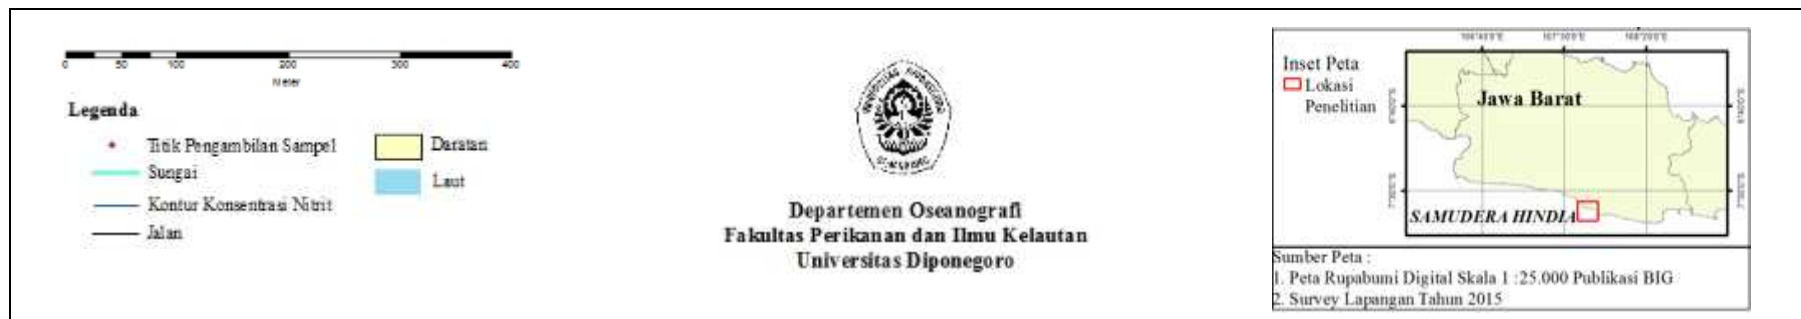 0 50 100 200 300 400
Meter
Legenda
Titik Pengambilan Sampel
Sungai
Kontur Konsentrasi Nitrit
Jalan
Daratan
Laut
Departemen Oseanografi
Fakultas Perikanan dan Ilmu Kelautan
Universitas Diponegoro
Inset Peta
Lokasi
Penelitian
Jawa Barat
SAMUDERA HINDIA
Sumber Peta :
1. Peta Rupabumi Digital Skala 1 :25.000 Publikasi BIG
2. Survey Lapangan Tahun 2015